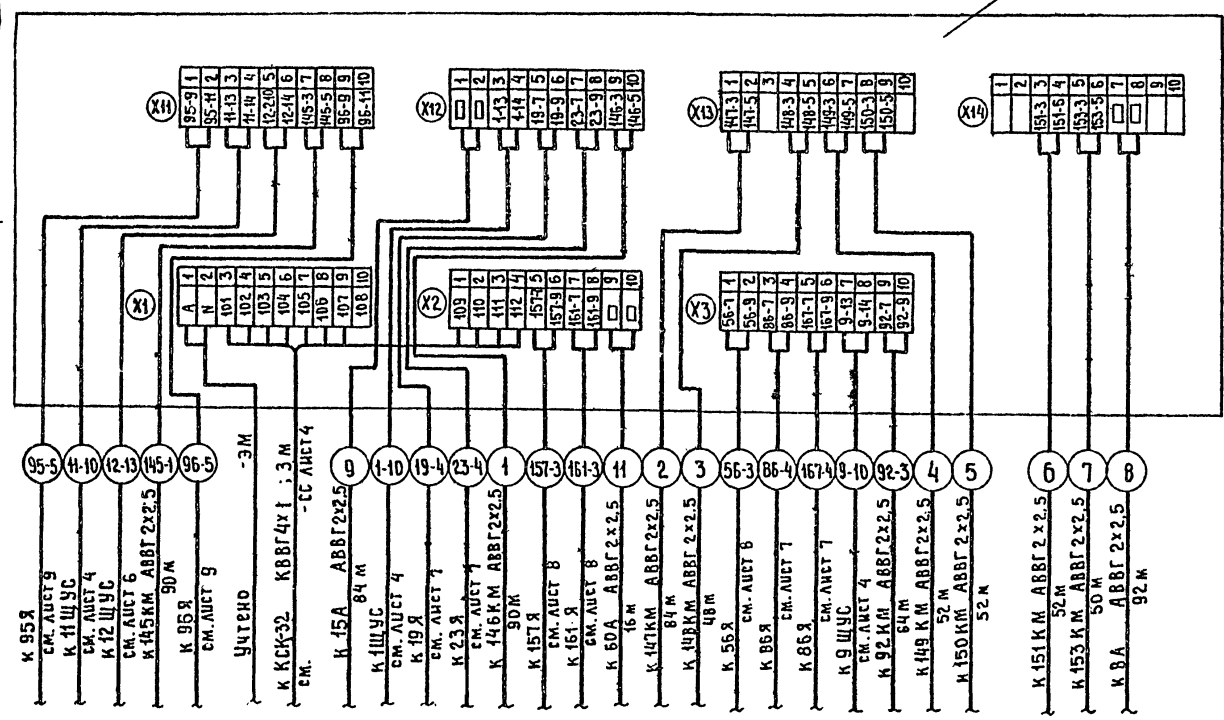 X11
1 2 3 4 5 6 7 8 9 10
95-9 95-11 11-13 11-14 12-2.10 12-14 145-3 145-5 96-9 96-11
X12
1 2 3 4 5 6 7 8 9 10
1-13 1-14 19-7 19-9 23-7 23-9 146-3 146-5
X13
1 2 3 4 5 6 7 8 9 10
147-3 147-5 148-3 148-5 149-3 149-5 150-3 150-5
X14
1 2 3 4 5 6 7 8 9 10
151-3 151-6 153-3 153-5
X1
1 2 3 4 5 6 7 8 9 10
A N 101 102 103 104 105 106 107 108
X2
1 2 3 4 5 6 7 8 9 10
109 110 111 112 157-7 157-9 161-7 161-9
X3
1 2 3 4 5 6 7 8 9 10
56-7 56-9 86-7 86-9 167-7 167-9 9-13 9-14 92-7 92-9
95-5 11-10 12-13 145-1 96-5 9 1-10 19-4 23-4 1 157-3 161-3 11 2 3 56-3 86-4 167-4 9-10 92-3 4 5 6 7 8
к 95Я
см. лист 9
к 11ЩУС
см. лист 4
к 12 ЩУС
см. лист 6
к 145КМ АВВГ 2х2,5
90 м
к 96Я
см. лист 9
Учтено -ЭМ
к КСК-32 КВВГ4х1 ; 3 м
см. -СС лист 4
к 15А АВВГ 2х2,5
84 м
к 1ЩУС
см. лист 4
к 19Я
см. лист 7
к 23Я
см. лист 7
к 146КМ АВВГ 2х2,5
90м
к 157Я
см. лист 8
к 161-Я
см. лист 8
к 60А АВВГ 2х2,5
16 м
к 147КМ АВВГ2х2,5
84 м
к 148КМ АВВГ 2х2,5
48 м
к 56Я
см. лист 6
к 86Я
см. лист 7
к 86Я
см. лист 7
к 9 ЩУС
см лист 4
к 92 КМ АВВГ 2х2,5
64 м
к 149 КМ АВВГ 2х2,5
52 м
к 150КМ АВВГ2х2,5
52 м
к 151 КМ АВВГ 2х2,5
52 м
к 153 КМ АВВГ 2х2,5
50 м
к 8А АВВГ 2х2,5
92 м